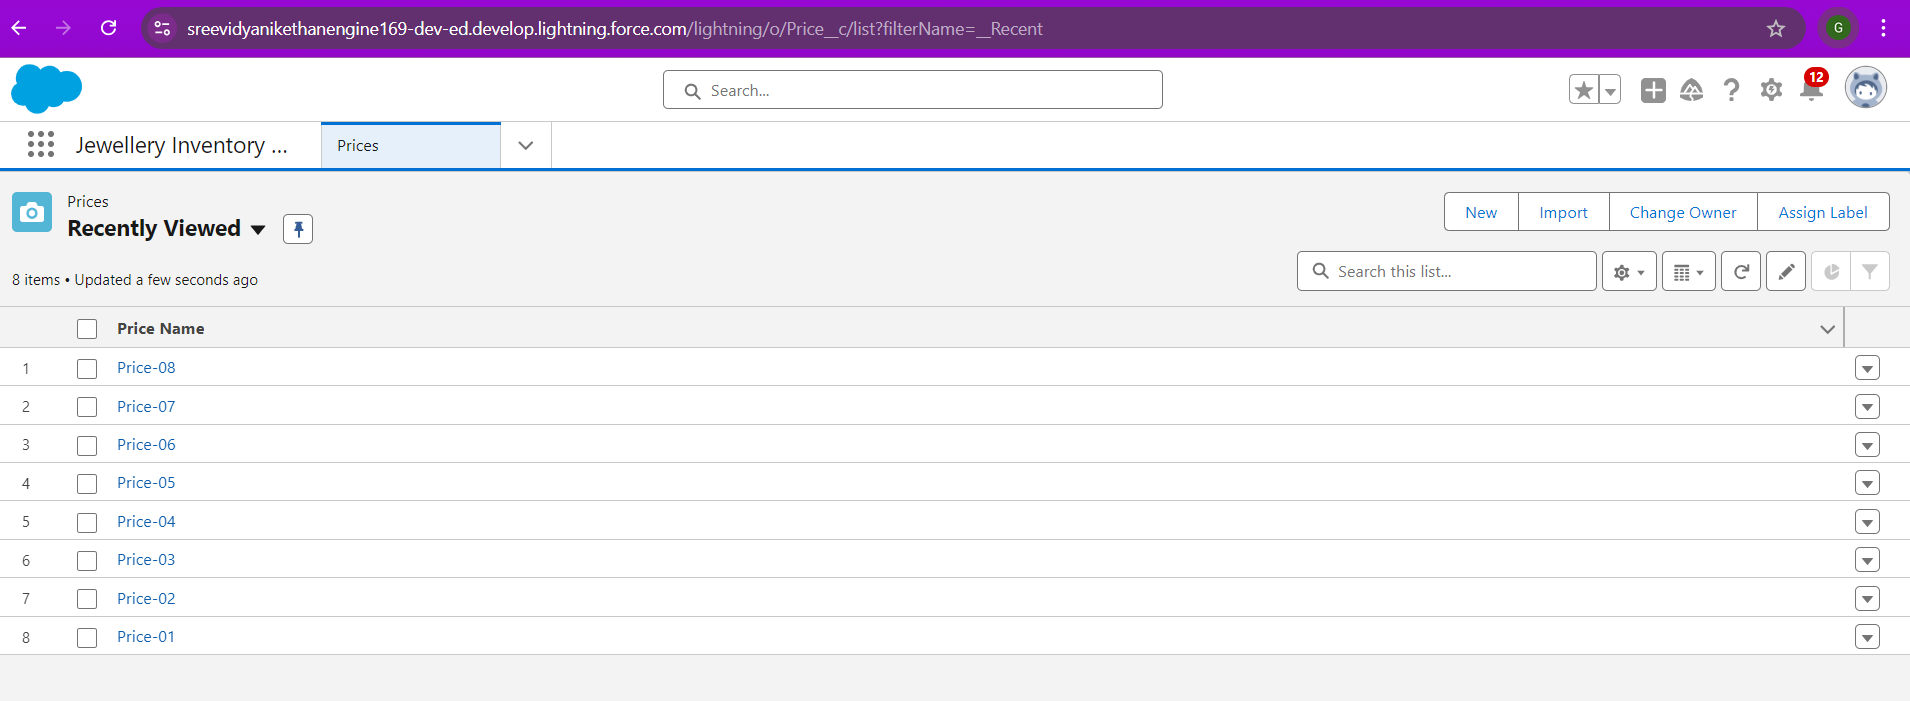 sreevidyanikethanengine169-dev-ed.develop.lightning.force.com/lightning/o/Price__c/list?filterName=__Recent
G
Search...
12
Jewellery Inventory ...
Prices
Prices
Recently Viewed
New
Import
Change Owner
Assign Label
8 items • Updated a few seconds ago
Search this list...
Price Name
1 Price-08
2 Price-07
3 Price-06
4 Price-05
5 Price-04
6 Price-03
7 Price-02
8 Price-01